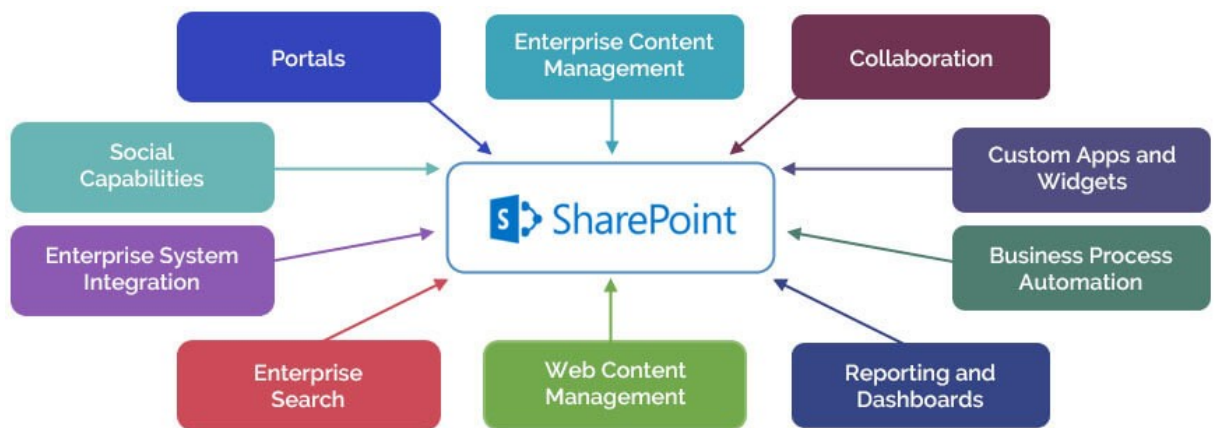 Portals
Enterprise Content
Management
Collaboration
Social
Capabilities
Custom Apps and
Widgets
S SharePoint
Enterprise System
Integration
Business Process
Automation
Enterprise
Search
Web Content
Management
Reporting and
Dashboards